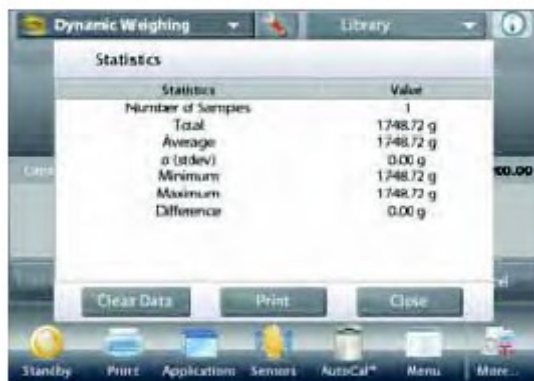 Dynamic Weighing
Library
Statistics
Statistics Value
Number of Samples 1
Total 1748.72 g
Average 1748.72 g
σ (stdev) 0.00 g
Minimum 1748.72 g
Maximum 1748.72 g
Difference 0.00 g
Clear Data Print Close
Standby Print Applications Sensors AutoCal™ Menu More...